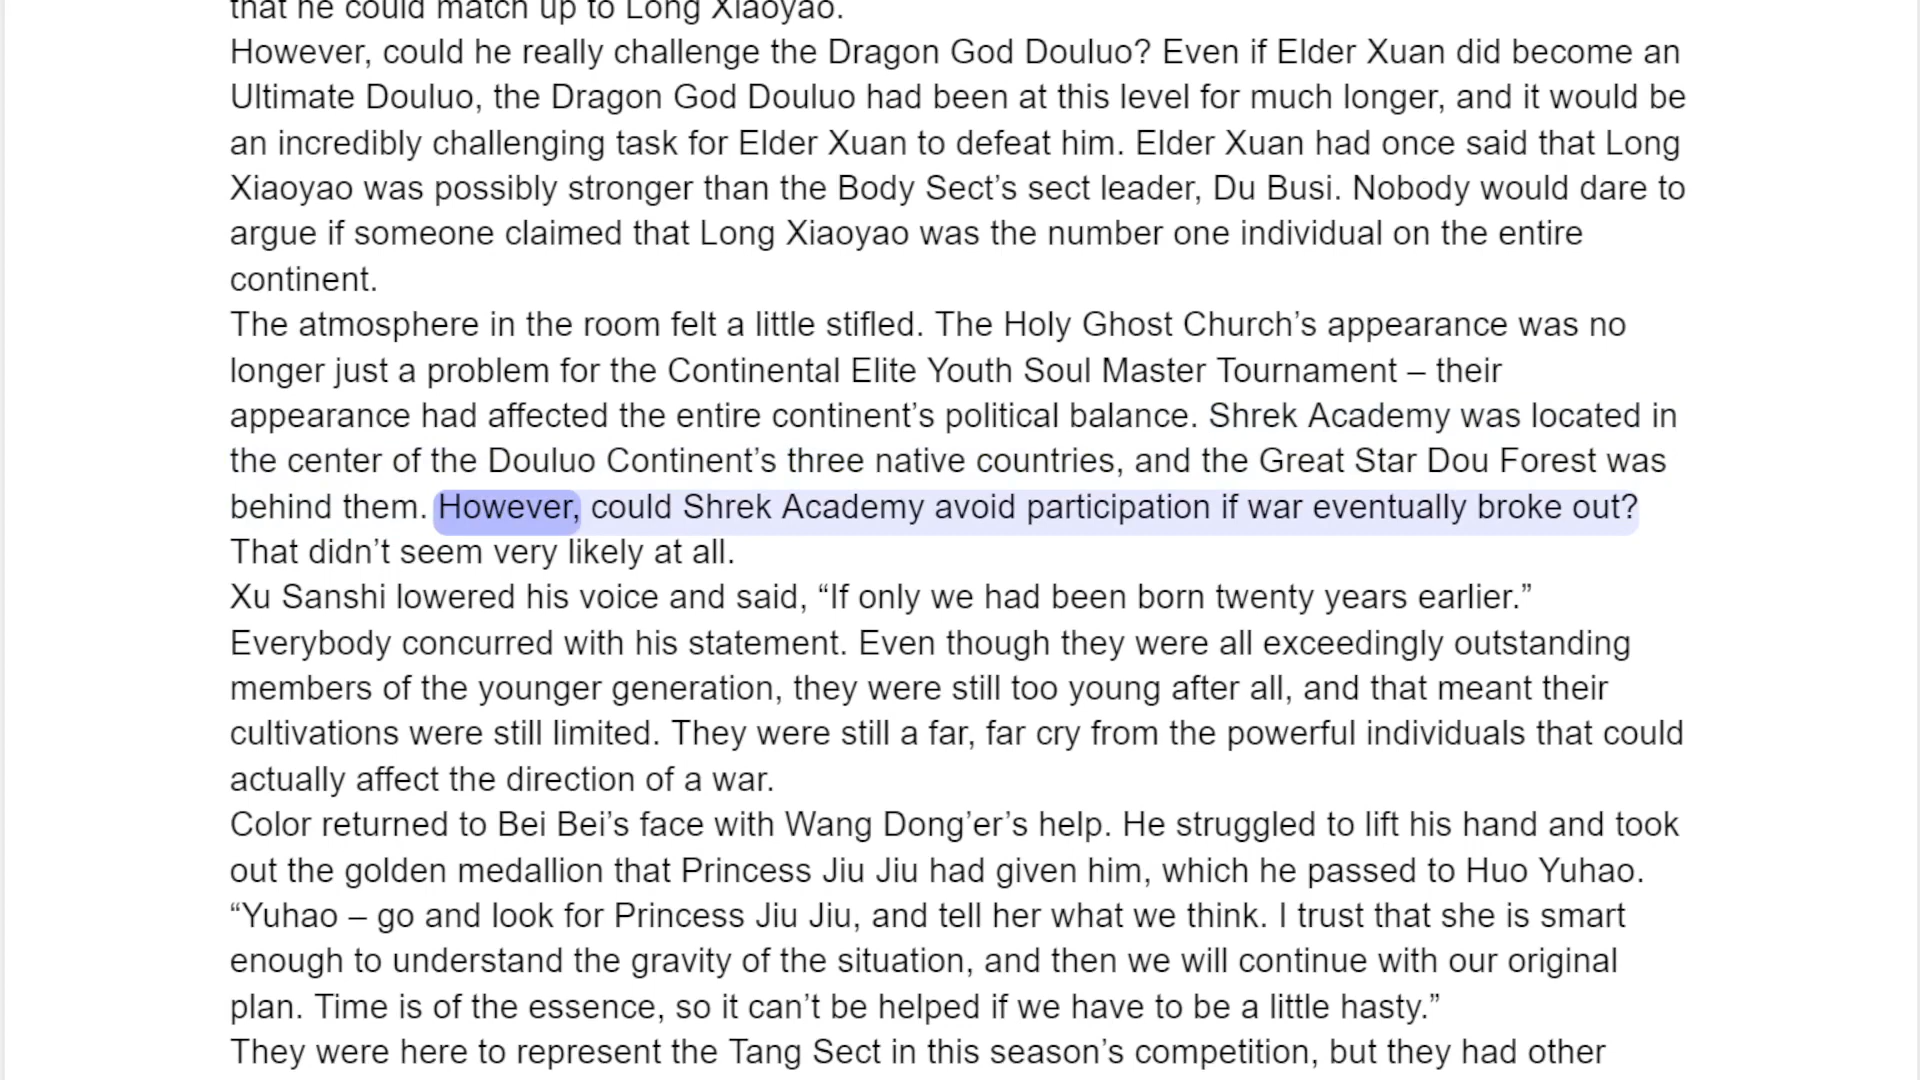 that he could match up to Long Xiaoyao.
However, could he really challenge the Dragon God Douluo? Even if Elder Xuan did become an
Ultimate Douluo, the Dragon God Douluo had been at this level for much longer, and it would be
an incredibly challenging task for Elder Xuan to defeat him. Elder Xuan had once said that Long
Xiaoyao was possibly stronger than the Body Sect’s sect leader, Du Busi. Nobody would dare to
argue if someone claimed that Long Xiaoyao was the number one individual on the entire
continent.
The atmosphere in the room felt a little stifled. The Holy Ghost Church’s appearance was no
longer just a problem for the Continental Elite Youth Soul Master Tournament – their
appearance had affected the entire continent’s political balance. Shrek Academy was located in
the center of the Douluo Continent’s three native countries, and the Great Star Dou Forest was
behind them. However, could Shrek Academy avoid participation if war eventually broke out?
That didn’t seem very likely at all.
Xu Sanshi lowered his voice and said, “If only we had been born twenty years earlier.”
Everybody concurred with his statement. Even though they were all exceedingly outstanding
members of the younger generation, they were still too young after all, and that meant their
cultivations were still limited. They were still a far, far cry from the powerful individuals that could
actually affect the direction of a war.
Color returned to Bei Bei’s face with Wang Dong’er’s help. He struggled to lift his hand and took
out the golden medallion that Princess Jiu Jiu had given him, which he passed to Huo Yuhao.
“Yuhao – go and look for Princess Jiu Jiu, and tell her what we think. I trust that she is smart
enough to understand the gravity of the situation, and then we will continue with our original
plan. Time is of the essence, so it can’t be helped if we have to be a little hasty.”
They were here to represent the Tang Sect in this season’s competition, but they had other